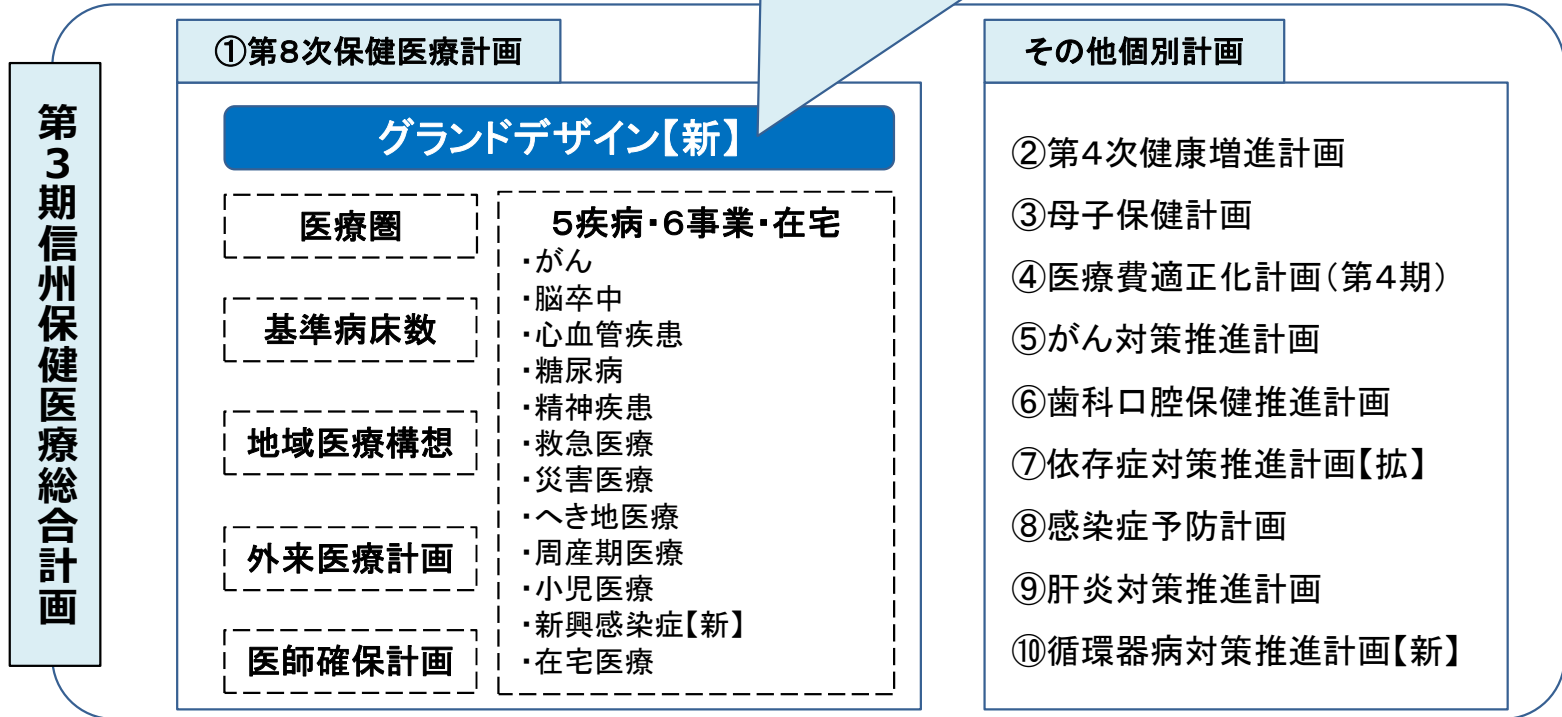 第3期信州保健医療総合計画
①第8次保健医療計画
グランドデザイン【新】
医療圏
基準病床数
地域医療構想
外来医療計画
医師確保計画
5疾病・6事業・在宅
・がん
・脳卒中
・心血管疾患
・糖尿病
・精神疾患
・救急医療
・災害医療
・へき地医療
・周産期医療
・小児医療
・新興感染症【新】
・在宅医療
その他個別計画
②第4次健康増進計画
③母子保健計画
④医療費適正化計画(第4期)
⑤がん対策推進計画
⑥歯科口腔保健推進計画
⑦依存症対策推進計画【拡】
⑧感染症予防計画
⑨肝炎対策推進計画
⑩循環器病対策推進計画【新】